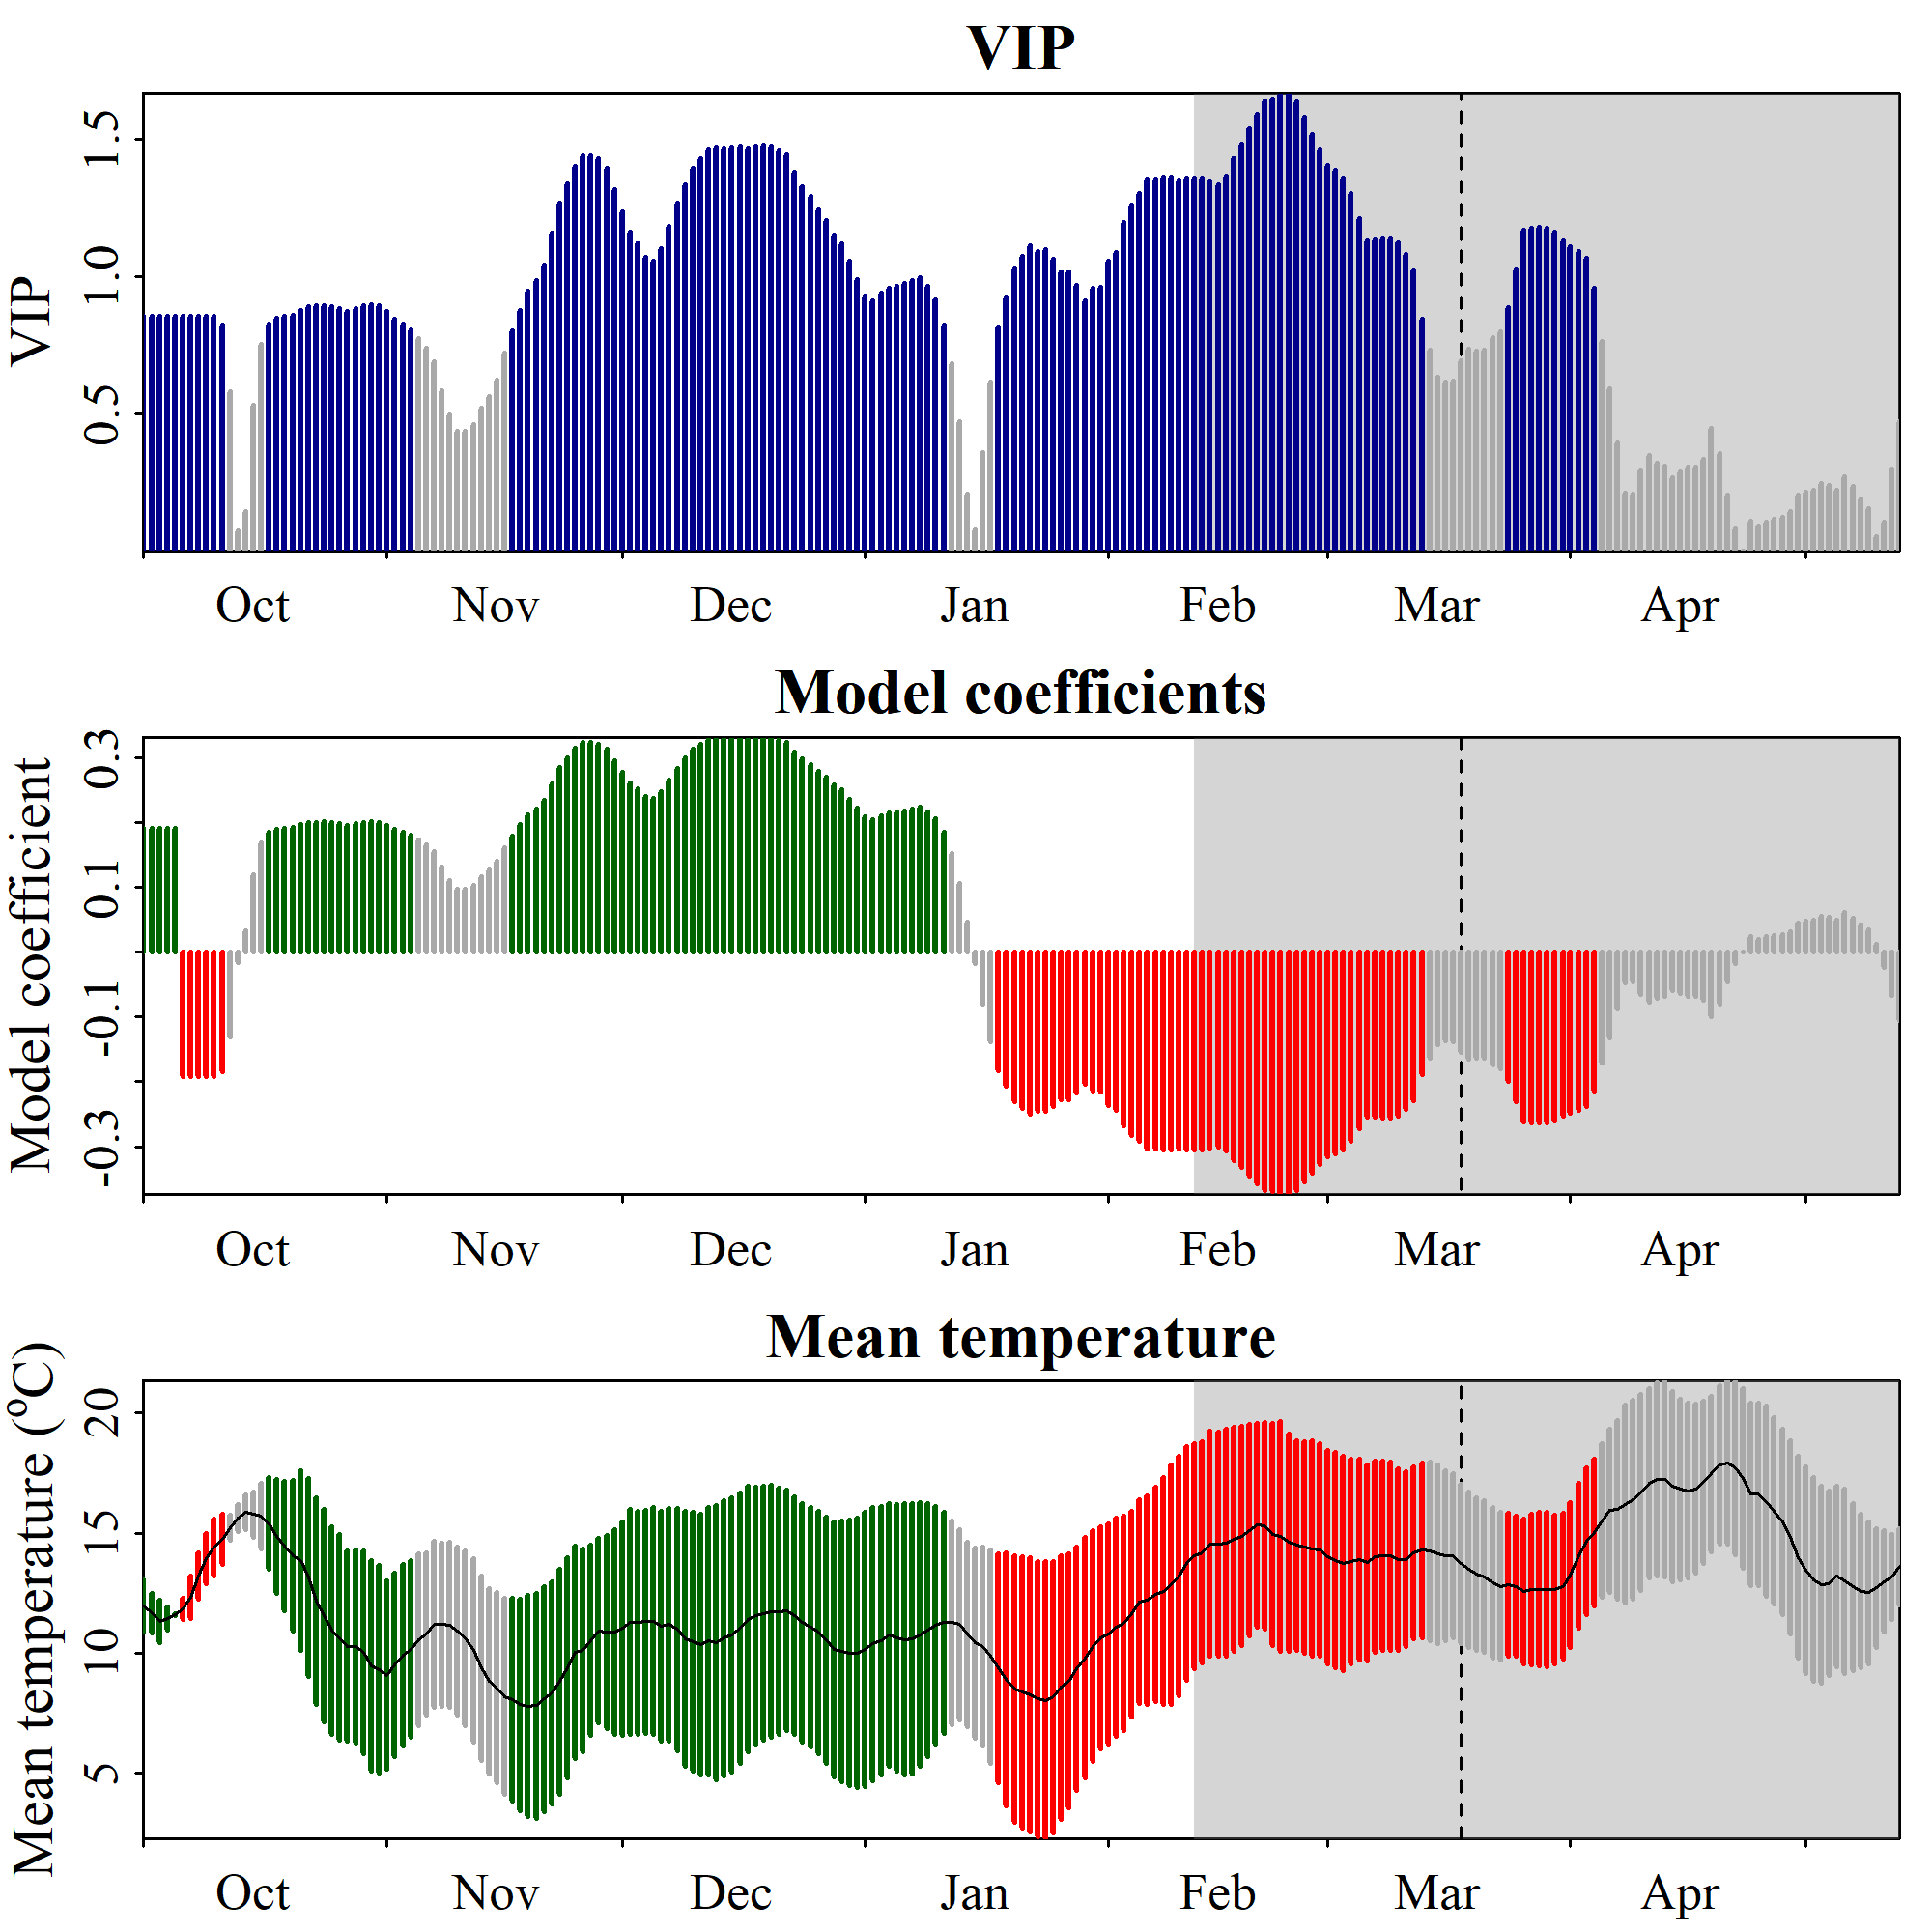 VIP
VIP
1.5
1.0
0.5
Oct Nov Dec Jan Feb Mar Apr
Model coefficients
Model coefficient
0.3
0.1
-0.1
-0.3
Oct Nov Dec Jan Feb Mar Apr
Mean temperature
Mean temperature (ºC)
20
15
10
5
Oct Nov Dec Jan Feb Mar Apr